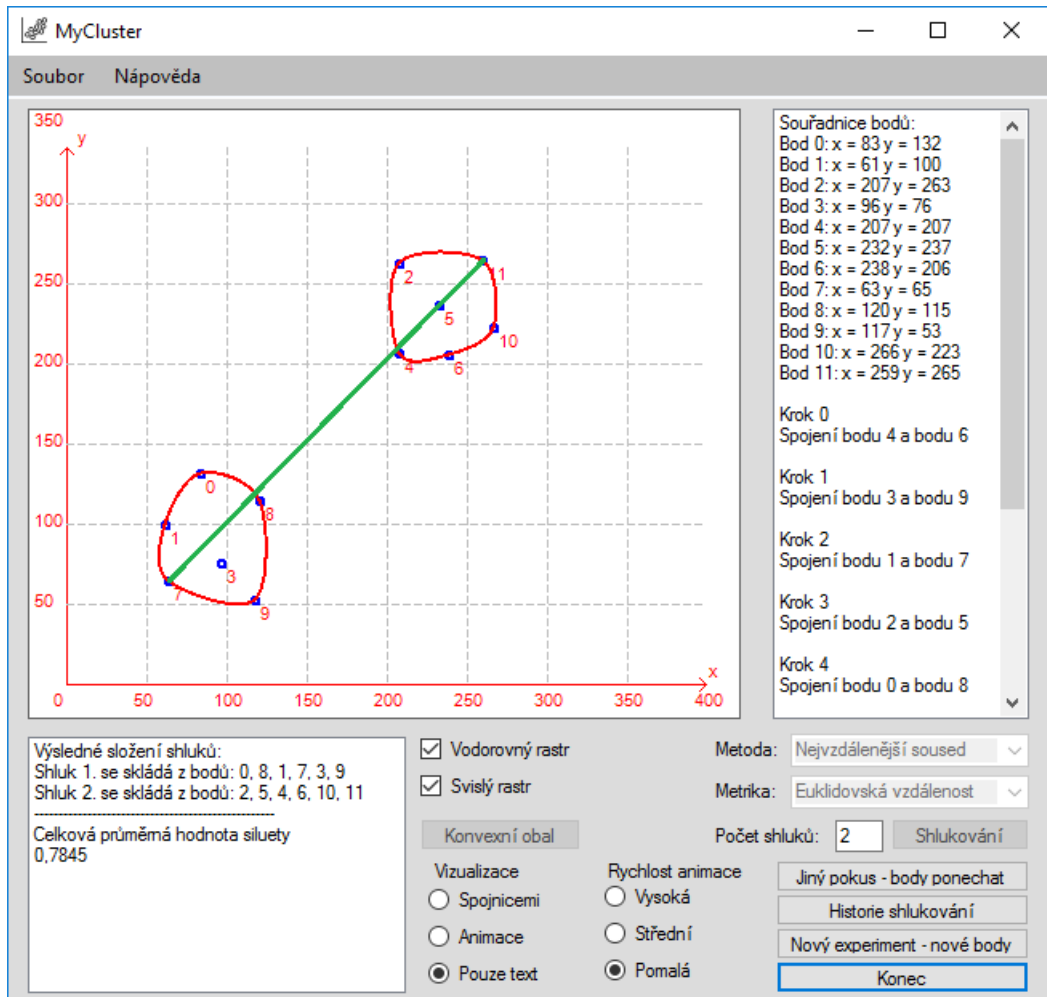 MyCluster
Soubor Nápověda
350
y
300
250
200
150
100
50
0 50 100 150 200 250 300 350 400
x
2
11
5
10
4
6
0
8
1
3
7
9
Souřadnice bodů:
Bod 0: x = 83 y = 132
Bod 1: x = 61 y = 100
Bod 2: x = 207 y = 263
Bod 3: x = 96 y = 76
Bod 4: x = 207 y = 207
Bod 5: x = 232 y = 237
Bod 6: x = 238 y = 206
Bod 7: x = 63 y = 65
Bod 8: x = 120 y = 115
Bod 9: x = 117 y = 53
Bod 10: x = 266 y = 223
Bod 11: x = 259 y = 265
Krok 0
Spojení bodu 4 a bodu 6
Krok 1
Spojení bodu 3 a bodu 9
Krok 2
Spojení bodu 1 a bodu 7
Krok 3
Spojení bodu 2 a bodu 5
Krok 4
Spojení bodu 0 a bodu 8
Výsledné složení shluků:
Shluk 1. se skládá z bodů: 0, 8, 1, 7, 3, 9
Shluk 2. se skládá z bodů: 2, 5, 4, 6, 10, 11
--------------------------------------------------
Celková průměrná hodnota siluety
0,7845
Vodorovný rastr
Svislý rastr
Konvexní obal
Vizualizace
Spojnicemi
Animace
Pouze text
Rychlost animace
Vysoká
Střední
Pomalá
Metoda: Nejvzdálenější soused
Metrika: Euklidovská vzdálenost
Počet shluků: 2 Shlukování
Jiný pokus - body ponechat
Historie shlukování
Nový experiment - nové body
Konec